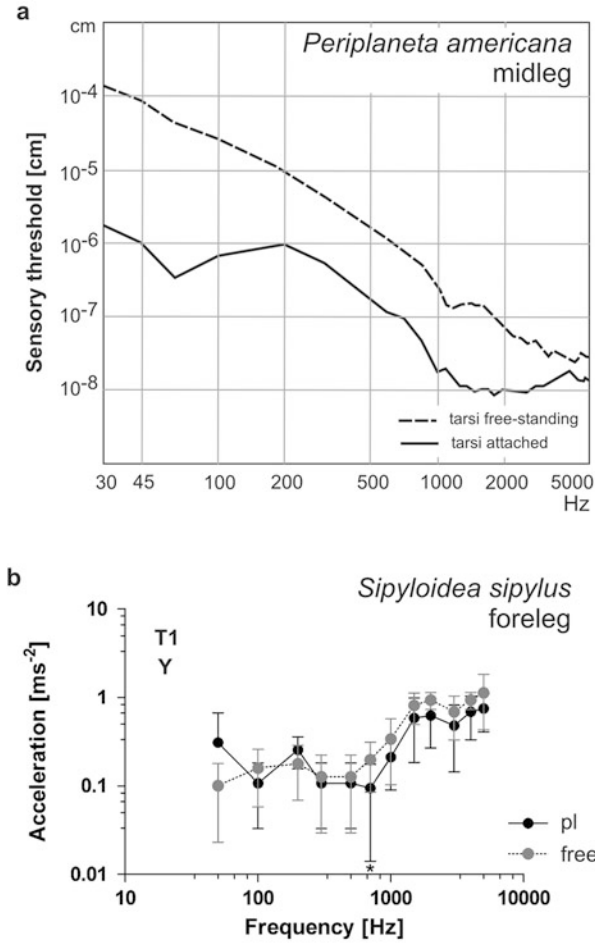 a
cm
Periplaneta americana
midleg
10-4
10-5
10-6
10-7
10-8
Sensory threshold [cm]
tarsi free-standing
tarsi attached
30 45 100 200 500 1000 2000 5000
Hz
b
Sipyloidea sipylus
foreleg
T1
Y
10
1
0.1
0.01
Acceleration [ms-2]
pl
free
*
10 100 1000 10000
Frequency [Hz]